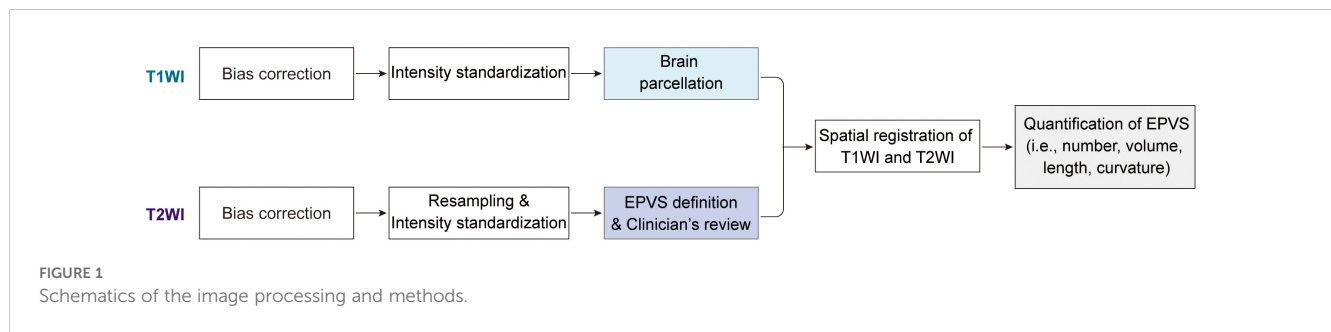 T1WI
Bias correction
Intensity standardization
Brain
parcellation
T2WI
Bias correction
Resampling &
Intensity standardization
EPVS definition
& Clinician's review
Spatial registration of
T1WI and T2WI
Quantification of EPVS
(i.e., number, volume,
length, curvature)
FIGURE 1
Schematics of the image processing and methods.